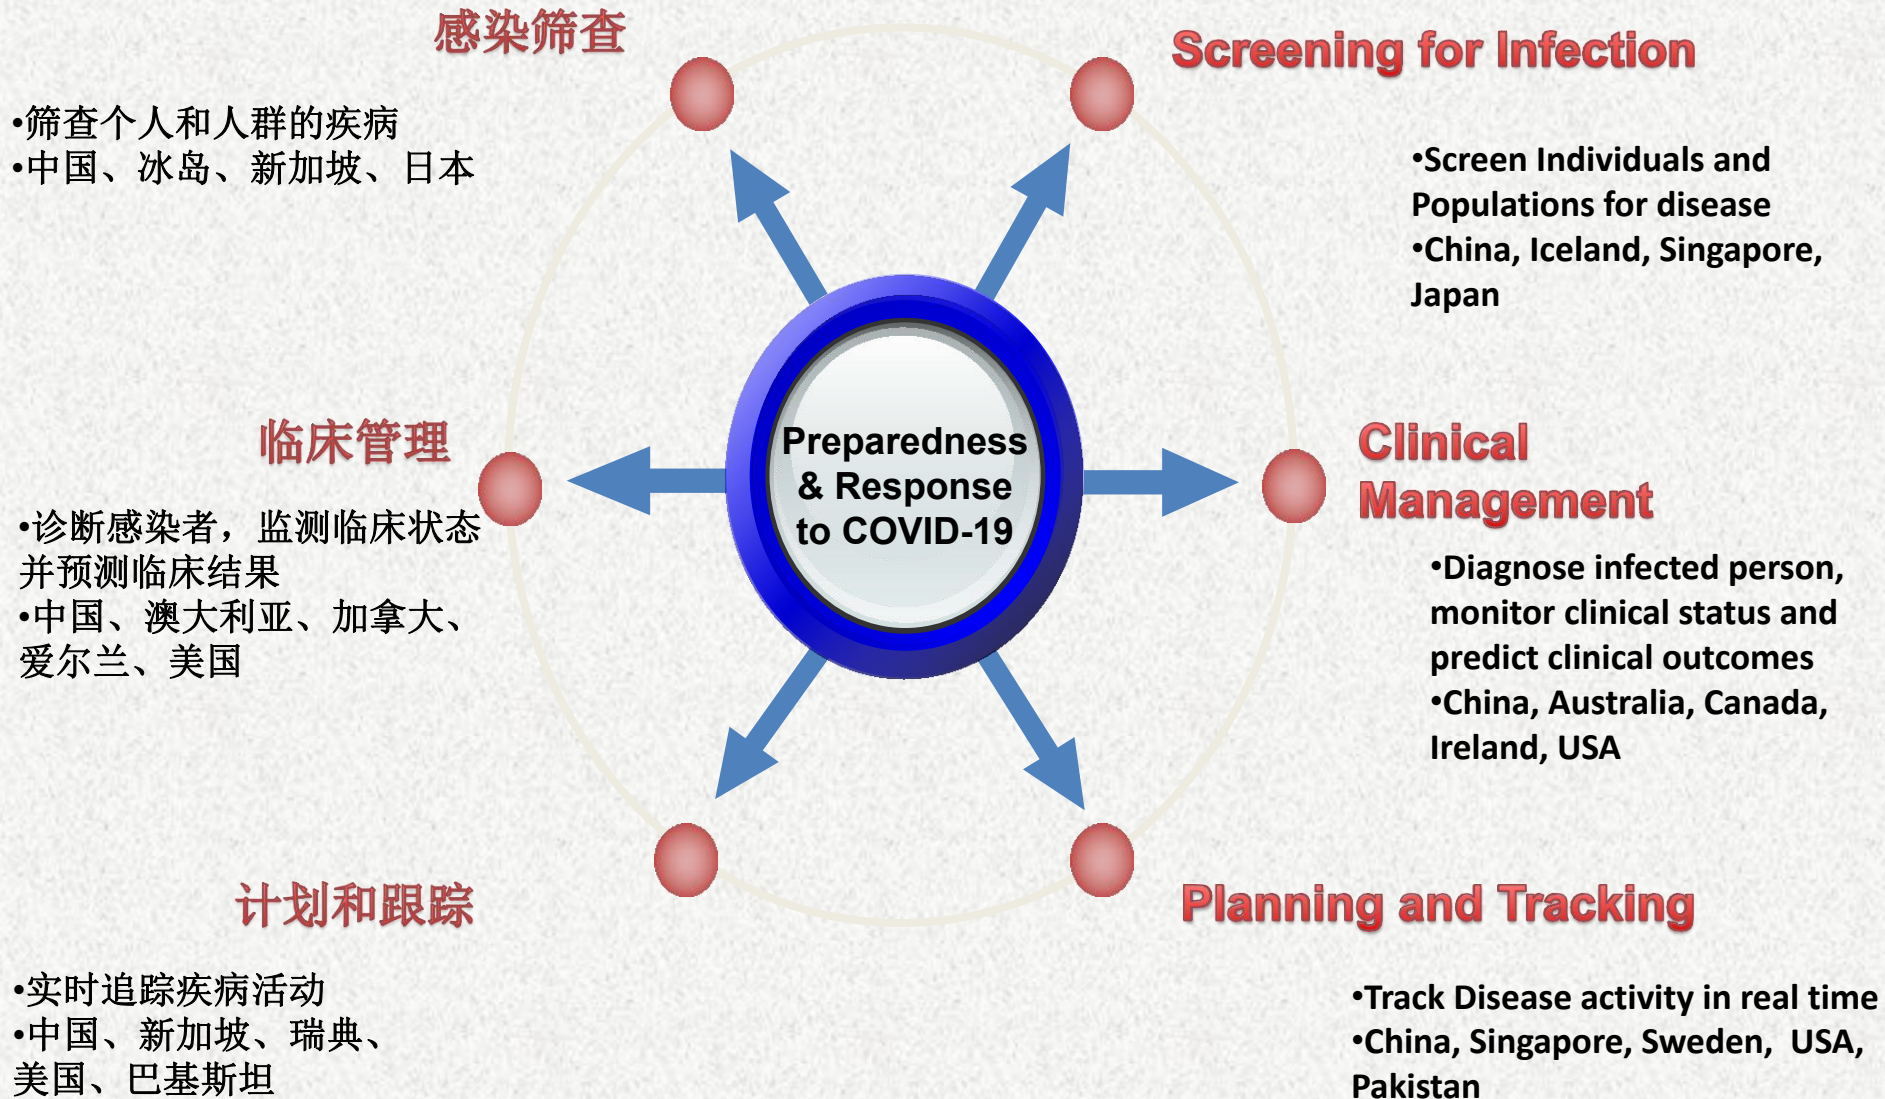 感染筛查
•筛查个人和人群的疾病
•中国、冰岛、新加坡、日本
临床管理
•诊断感染者，监测临床状态
并预测临床结果
•中国、澳大利亚、加拿大、
爱尔兰、美国
计划和跟踪
•实时追踪疾病活动
•中国、新加坡、瑞典、
美国、巴基斯坦
Preparedness
& Response
to COVID-19
Screening for Infection
•Screen Individuals and
Populations for disease
•China, Iceland, Singapore,
Japan
Clinical
Management
•Diagnose infected person,
monitor clinical status and
predict clinical outcomes
•China, Australia, Canada,
Ireland, USA
Planning and Tracking
•Track Disease activity in real time
•China, Singapore, Sweden, USA,
Pakistan